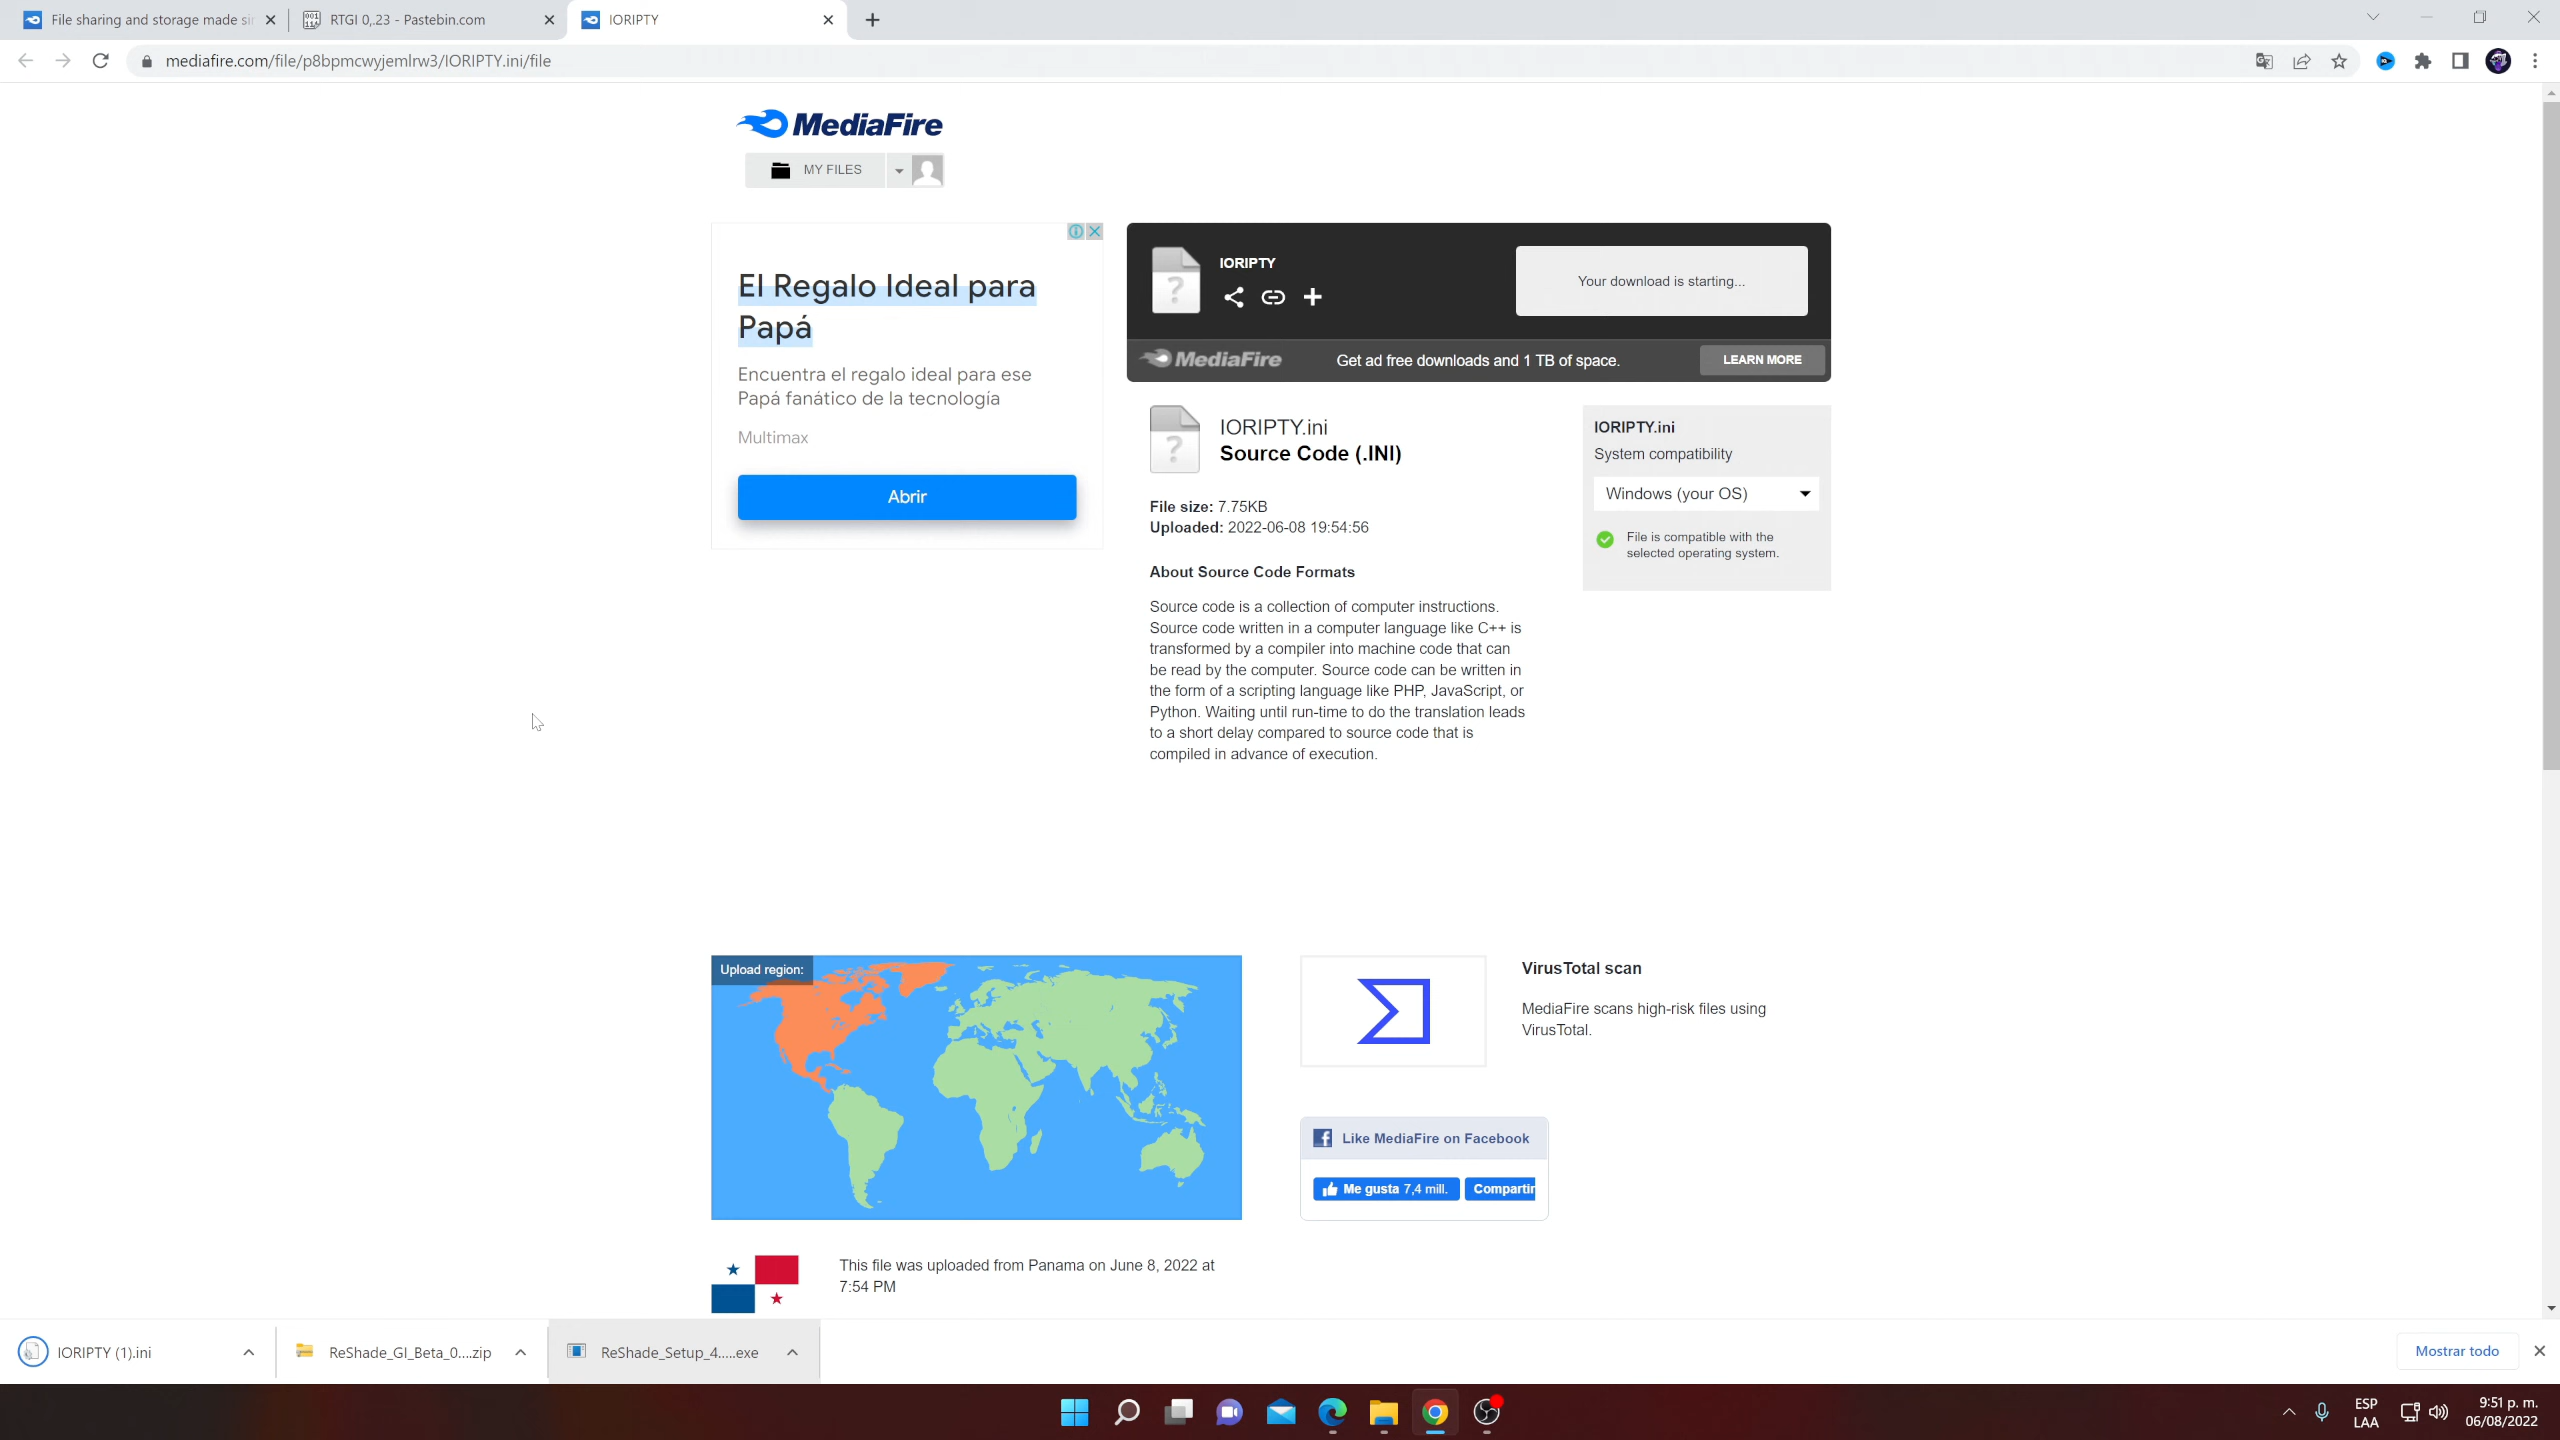 File sharing and storage made si
RTGI 0,.23 - Pastebin.com
IORIPTY
mediafire.com/file/p8bpmcwyjemlrw3/IORIPTY.ini/file
MediaFire
MY FILES
El Regalo Ideal para
Papá
Encuentra el regalo ideal para ese
Papá fanático de la tecnología
Multimax
Abrir
IORIPTY
Your download is starting...
MediaFire
Get ad free downloads and 1 TB of space.
LEARN MORE
IORIPTY.ini
Source Code (.INI)
File size: 7.75KB
Uploaded: 2022-06-08 19:54:56
About Source Code Formats
Source code is a collection of computer instructions.
Source code written in a computer language like C++ is
transformed by a compiler into machine code that can
be read by the computer. Source code can be written in
the form of a scripting language like PHP, JavaScript, or
Python. Waiting until run-time to do the translation leads
to a short delay compared to source code that is
compiled in advance of execution.
IORIPTY.ini
System compatibility
Windows (your OS)
File is compatible with the
selected operating system.
Upload region:
VirusTotal scan
MediaFire scans high-risk files using
VirusTotal.
Like MediaFire on Facebook
Me gusta 7,4 mill.
Compartir
This file was uploaded from Panama on June 8, 2022 at
7:54 PM
IORIPTY (1).ini
ReShade_GI_Beta_0....zip
ReShade_Setup_4.....exe
Mostrar todo
ESP
LAA
9:51 p. m.
06/08/2022